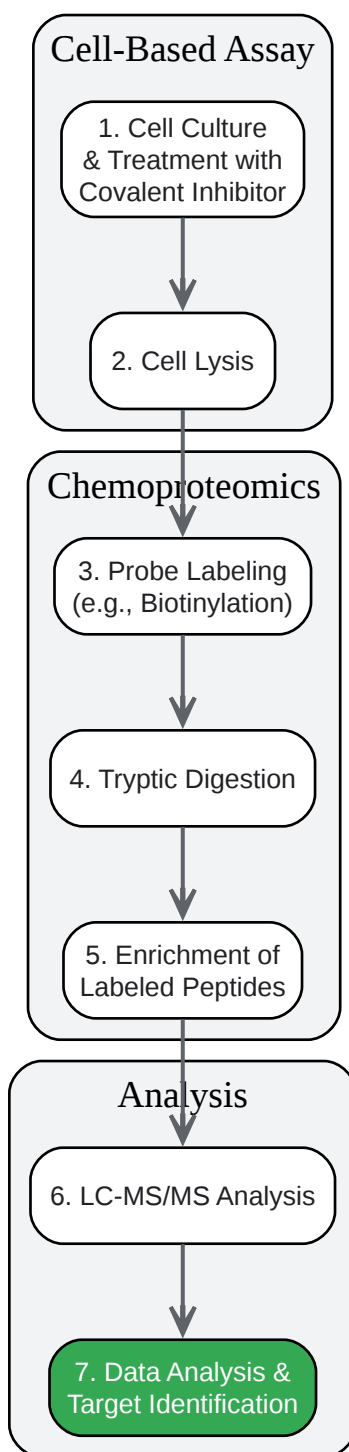 Cell-Based Assay
1. Cell Culture
& Treatment with
Covalent Inhibitor
2. Cell Lysis
Chemoproteomics
3. Probe Labeling
(e.g., Biotinylation)
4. Tryptic Digestion
5. Enrichment of
Labeled Peptides
Analysis
6. LC-MS/MS Analysis
7. Data Analysis &
Target Identification